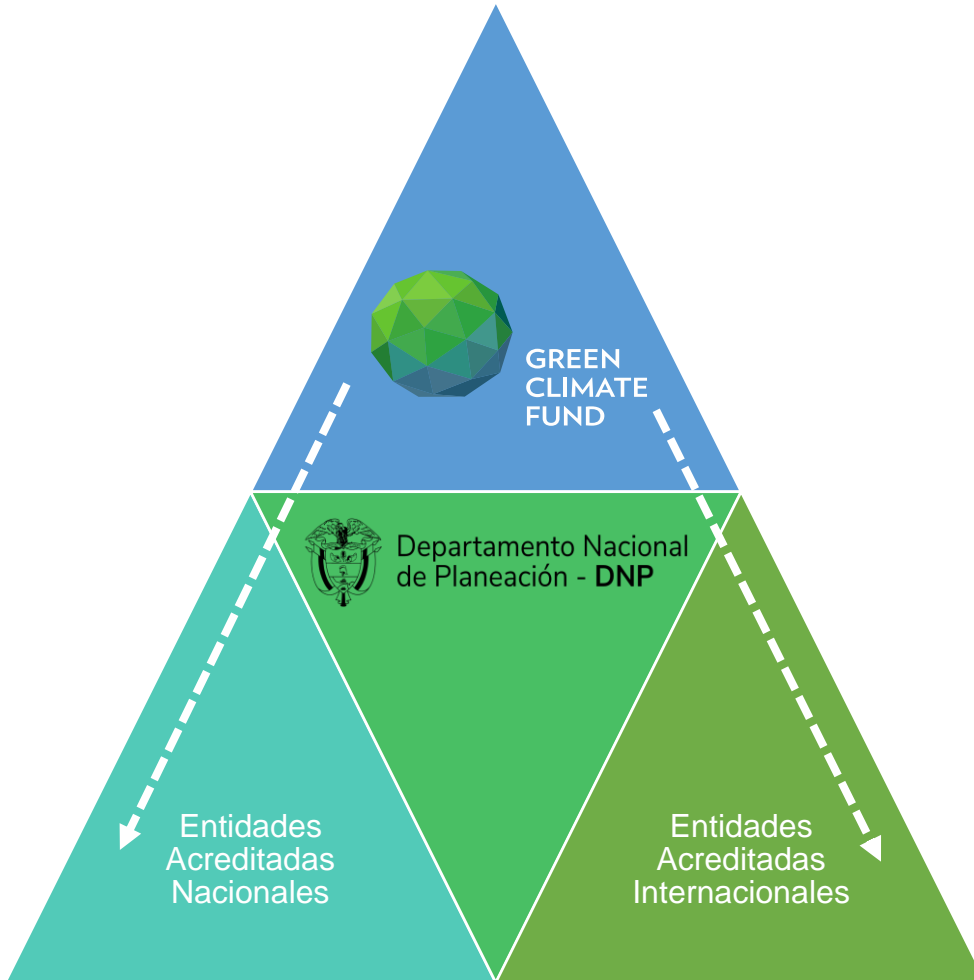 GREEN
CLIMATE
FUND
Departamento Nacional
de Planeación - DNP
Entidades
Acreditadas
Nacionales
Entidades
Acreditadas
Internacionales